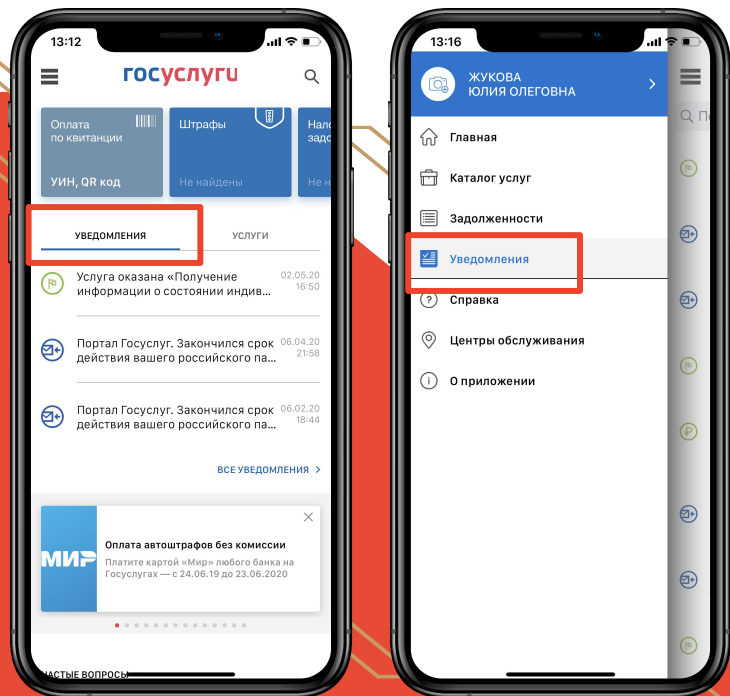 13:12
госуслуги
Оплата
по квитанции
УИН, QR код
Штрафы
Не найдены
УВЕДОМЛЕНИЯ
УСЛУГИ
Услуга оказана «Получение
информации о состоянии индив...
02.05.20
16:50
Портал Госуслуг. Закончился срок
действия вашего российского па...
06.04.20
21:58
Портал Госуслуг. Закончился срок
действия вашего российского па...
06.02.20
18:44
ВСЕ УВЕДОМЛЕНИЯ
МИР
Оплата автоштрафов без комиссии
Платите картой «Мир» любого банка на
Госуслугах — с 24.06.19 до 23.06.2020
ЧАСТЫЕ ВОПРОСЫ
13:16
ЖУКОВА
ЮЛИЯ ОЛЕГОВНА
Главная
Каталог услуг
Задолженности
Уведомления
Справка
Центры обслуживания
О приложении